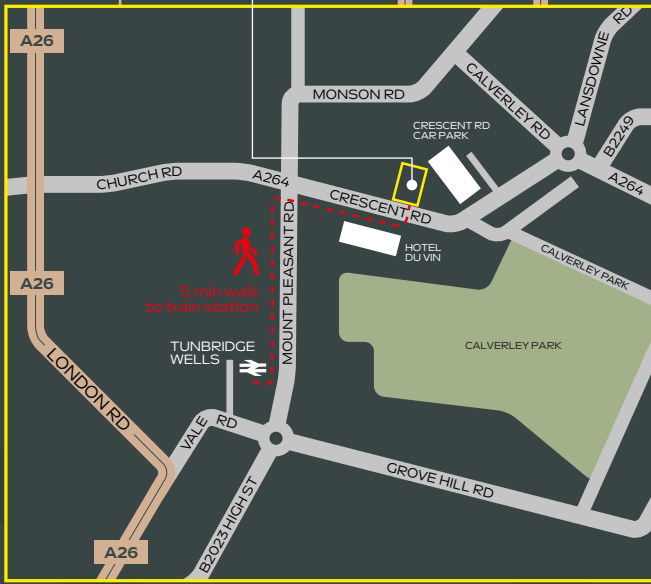 A26
RD
LANSDOWNE
CALVERLEY RD
MONSON RD
CRESCENT RD
CAR PARK
B2249
CHURCH RD
A264
A264
CRESCENT RD
MOUNT PLEASANT RD
HOTEL
DU VIN
CALVERLEY PARK
A26
5 min walk
to train station
TUNBRIDGE
WELLS
CALVERLEY PARK
LONDON RD
VALE RD
GROVE HILL RD
B2023 HIGH ST
A26